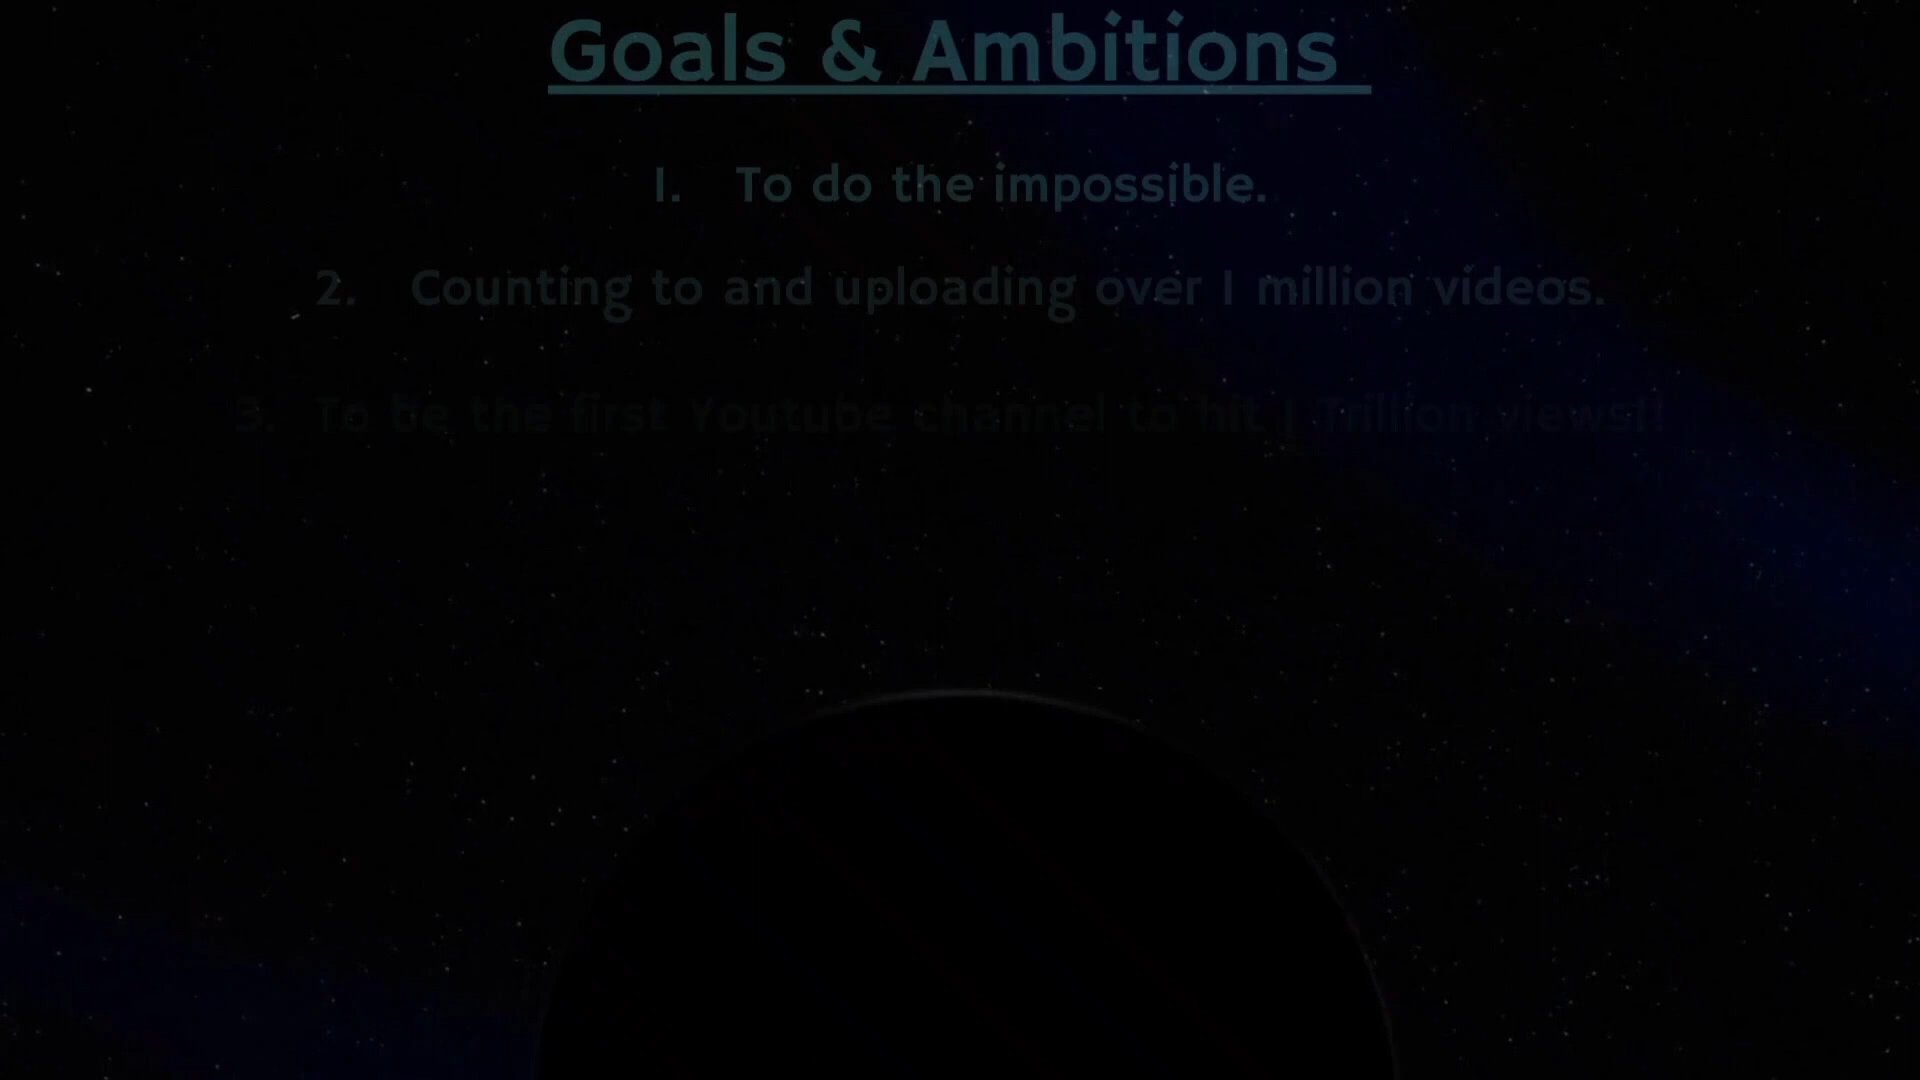 Goals & Ambitions
1. To do the impossible.
2. Counting to and uploading over 1 million videos.
3. To be the first Youtube channel to hit 1 Trillion views!!